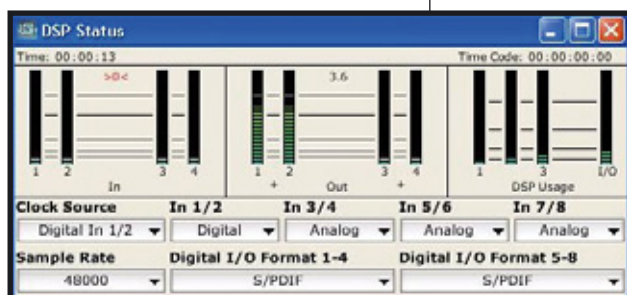 DSP Status
Time: 00:00:13 Time Code: 00:00:00:00
>0< 3.6
1 2 3 4 1 2 3 4 1 3 I/O
In + Out + DSP Usage
Clock Source In 1/2 In 3/4 In 5/6 In 7/8
Digital In 1/2 Digital Analog Analog Analog
Sample Rate Digital I/O Format 1-4 Digital I/O Format 5-8
48000 S/PDIF S/PDIF